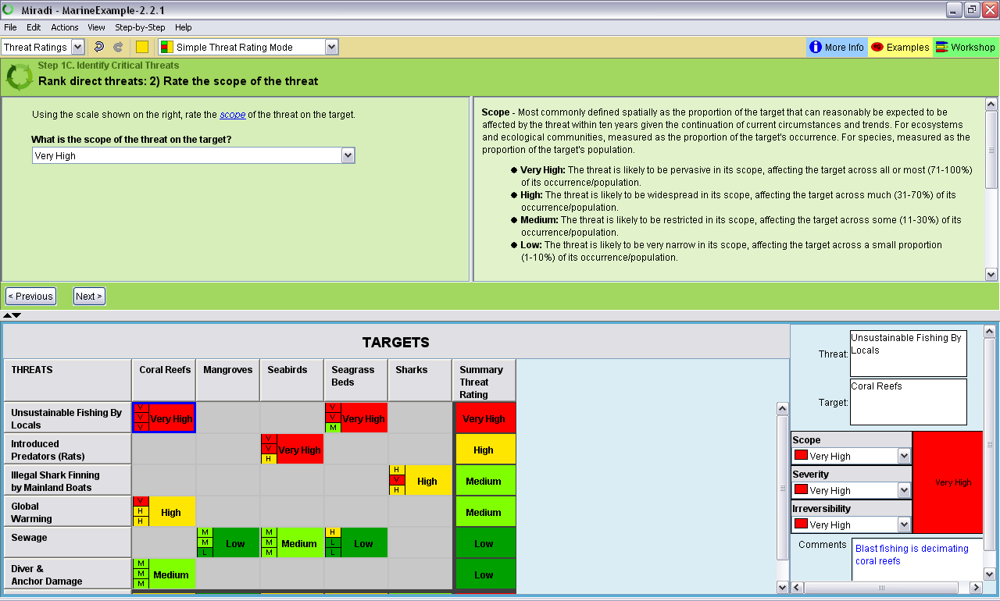 Miradi - MarineExample-2.2.1
File Edit Actions View Step-by-Step Help
Threat Ratings Simple Threat Rating Mode More Info Examples Workshop
Step 1C. Identify Critical Threats
Rank direct threats: 2) Rate the scope of the threat
Using the scale shown on the right, rate the scope of the threat on the target.
What is the scope of the threat on the target?
Very High
Scope - Most commonly defined spatially as the proportion of the target that can reasonably be expected to be
affected by the threat within ten years given the continuation of current circumstances and trends. For ecosystems
and ecological communities, measured as the proportion of the target's occurrence. For species, measured as the
proportion of the target's population.
Very High: The threat is likely to be pervasive in its scope, affecting the target across all or most (71-100%)
of its occurrence/population.
High: The threat is likely to be widespread in its scope, affecting the target across much (31-70%) of its
occurrence/population.
Medium: The threat is likely to be restricted in its scope, affecting the target across some (11-30%) of its
occurrence/population.
Low: The threat is likely to be very narrow in its scope, affecting the target across a small proportion
(1-10%) of its occurrence/population.
< Previous Next >
TARGETS
THREATS Coral Reefs Mangroves Seabirds Seagrass Beds Sharks Summary Threat Rating
Unsustainable Fishing By Locals V V V Very High V V M Very High Very High
Introduced Predators (Rats) V V H Very High High
Illegal Shark Finning by Mainland Boats H V H High Medium
Global Warming V H H High Medium
Sewage M M L Low M M M Medium H L L Low Low
Diver & Anchor Damage M M M Medium Low
Threat: Unsustainable Fishing By
Locals
Target: Coral Reefs
Scope
Very High
Severity
Very High
Irreversibility
Very High
Very High
Comments Blast fishing is decimating
coral reefs